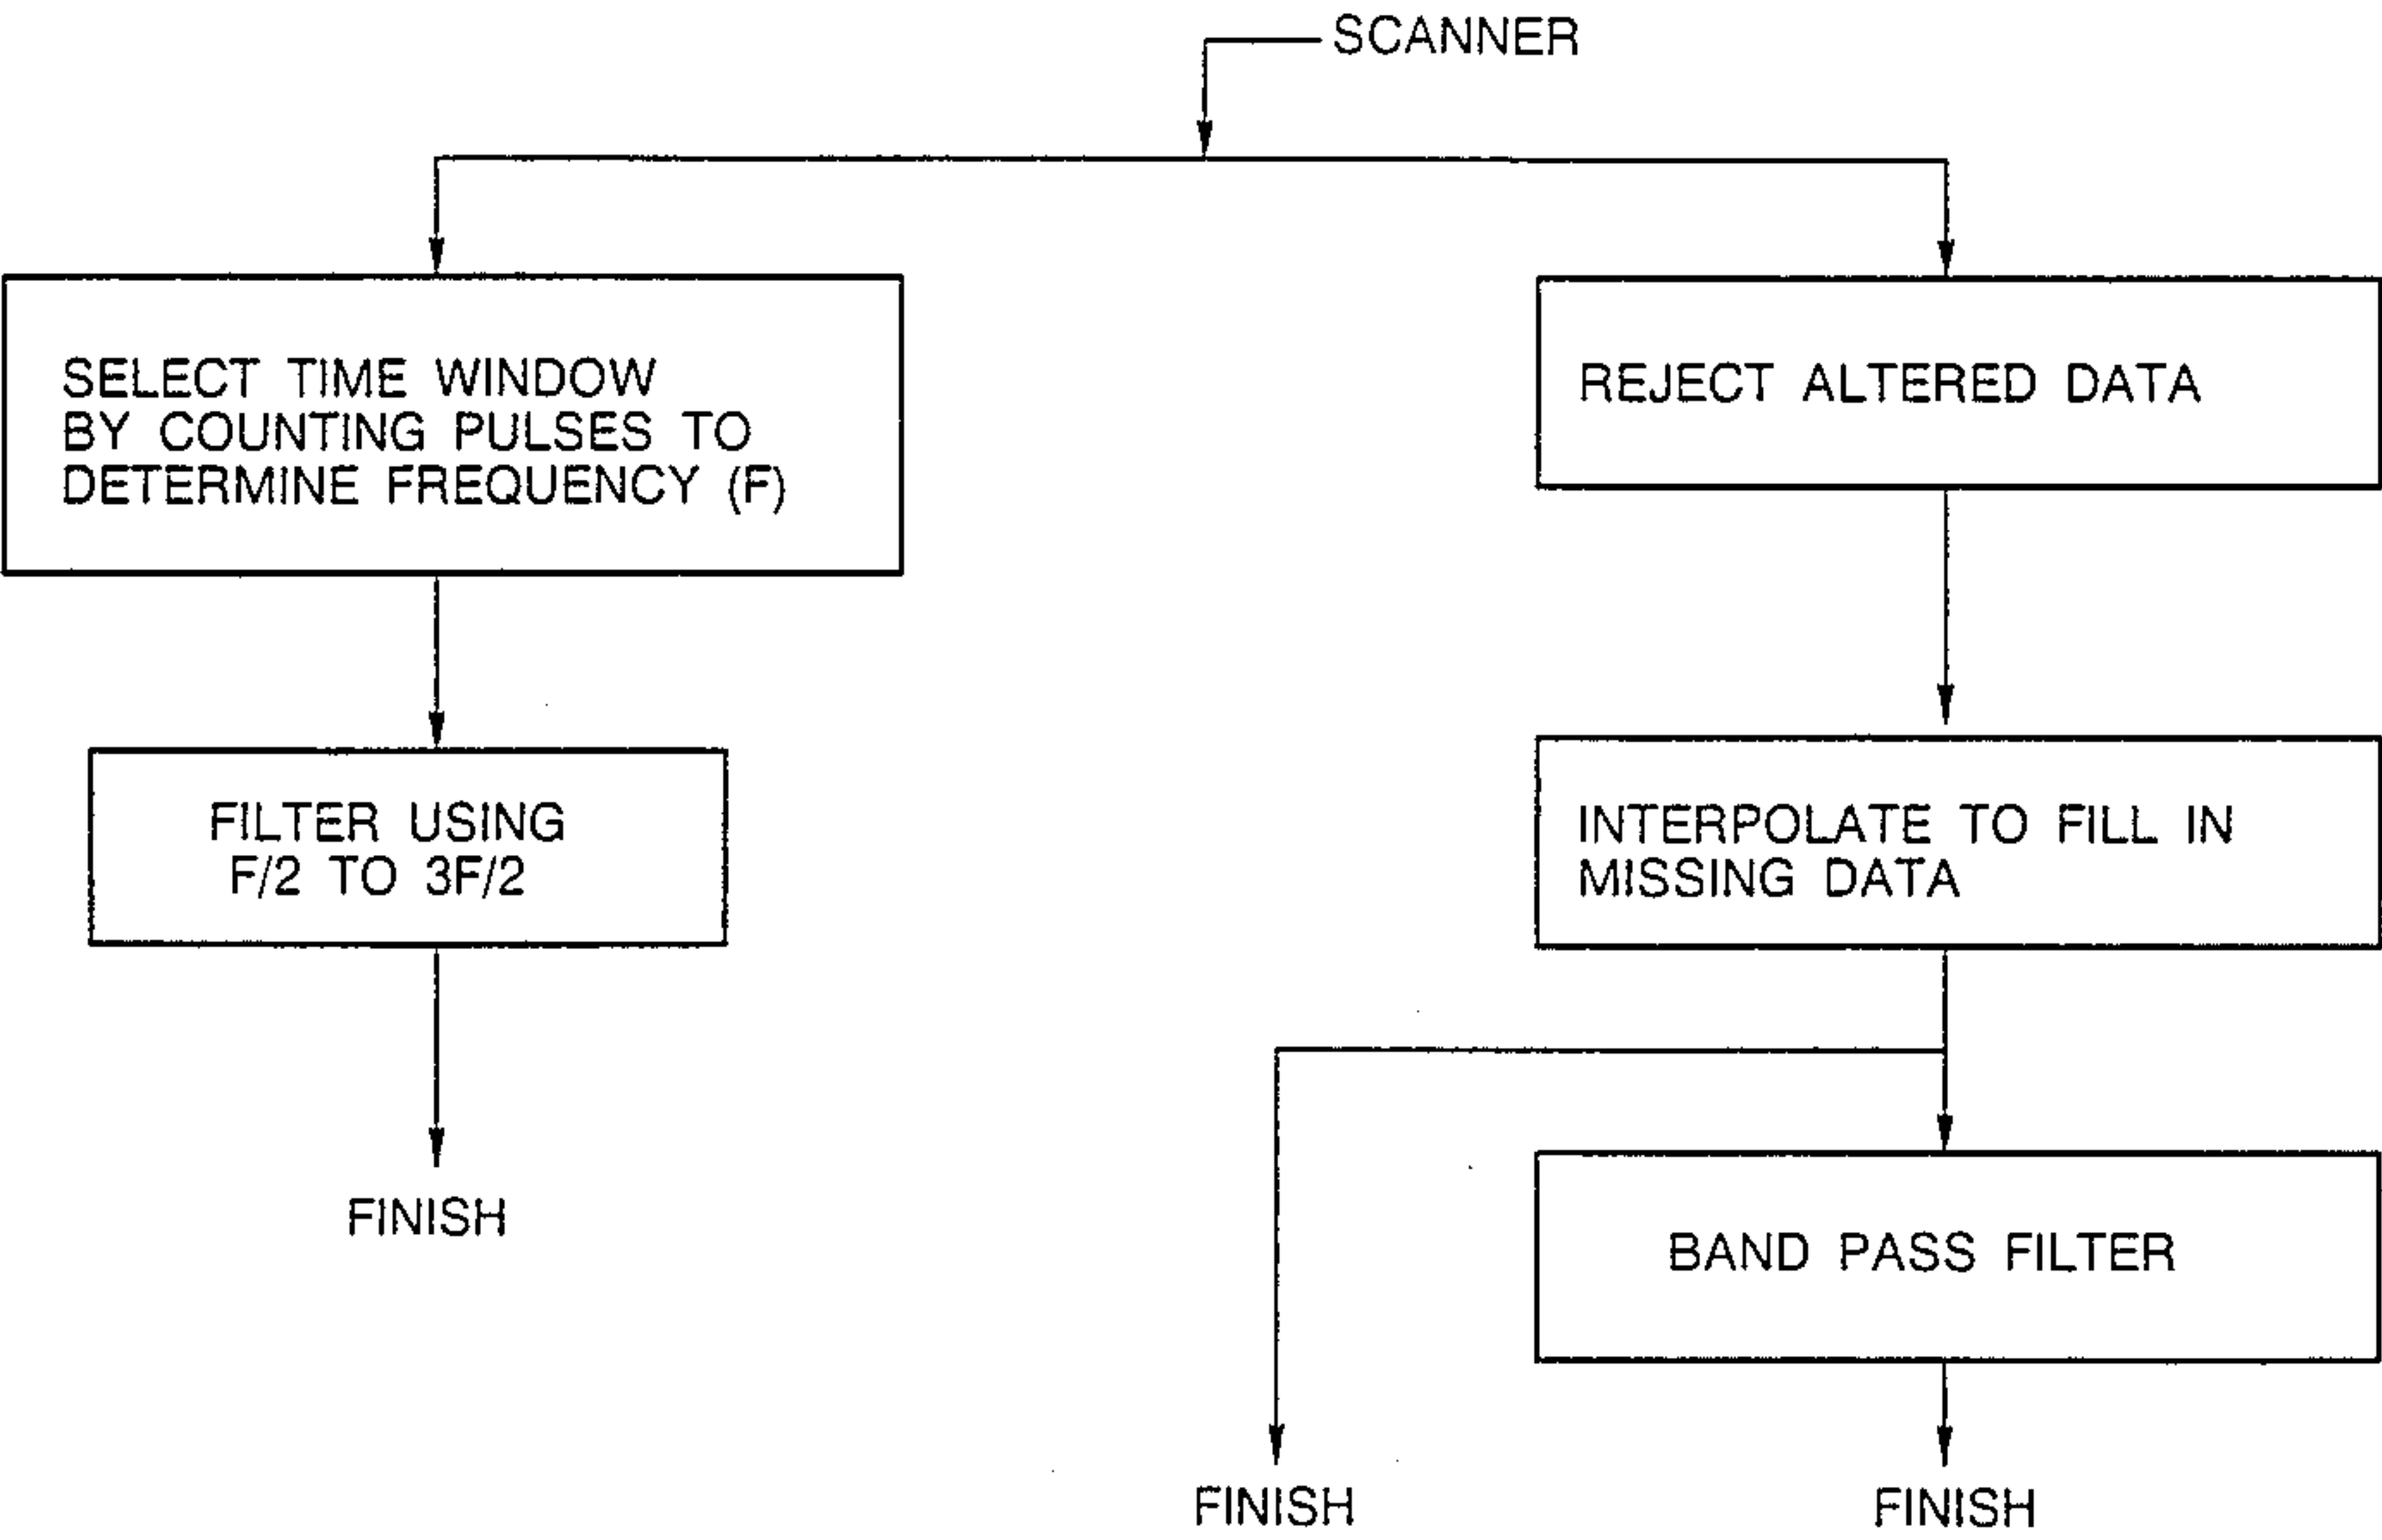 SCANNER
SELECT TIME WINDOW
BY COUNTING PULSES TO
DETERMINE FREQUENCY (F)
REJECT ALTERED DATA
FILTER USING
F/2 TO 3F/2
INTERPOLATE TO FILL IN
MISSING DATA
FINISH
BAND PASS FILTER
FINISH
FINISH